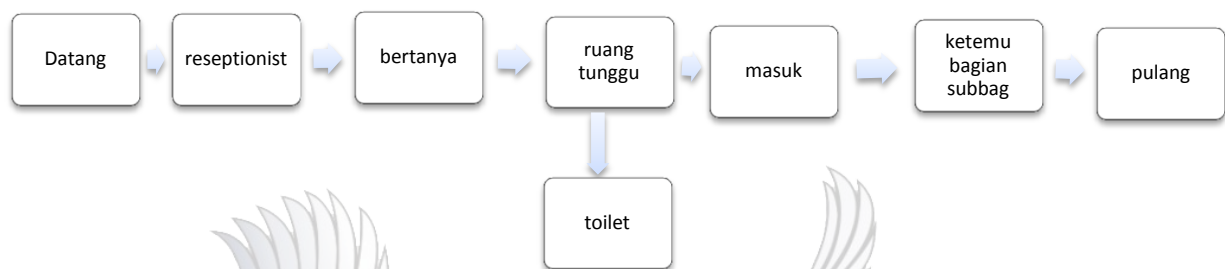 Datang
reseptionist
bertanya
ruang
tunggu
masuk
ketemu
bagian
subbag
pulang
toilet